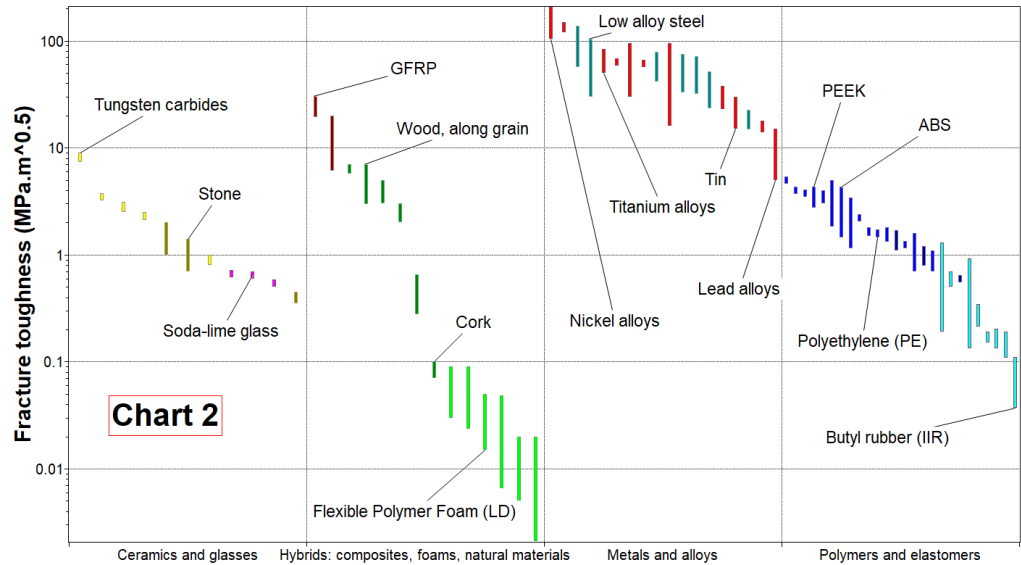 Fracture toughness (MPa.m^0.5)
100
10
1
0.1
0.01
Tungsten carbides
Stone
Soda-lime glass
Chart 2
GFRP
Wood, along grain
Cork
Flexible Polymer Foam (LD)
Low alloy steel
Tin
Titanium alloys
Lead alloys
Nickel alloys
PEEK
ABS
Polyethylene (PE)
Butyl rubber (IIR)
Ceramics and glasses
Hybrids: composites, foams, natural materials
Metals and alloys
Polymers and elastomers